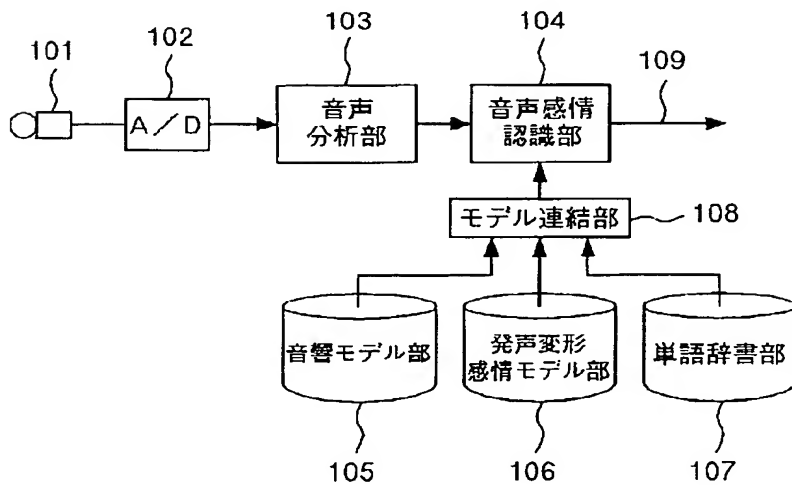 101
102
103
104
109
A／D
音声
分析部
音声感情
認識部
モデル連結部
108
音響モデル部
発声変形
感情モデル部
単語辞書部
105
106
107